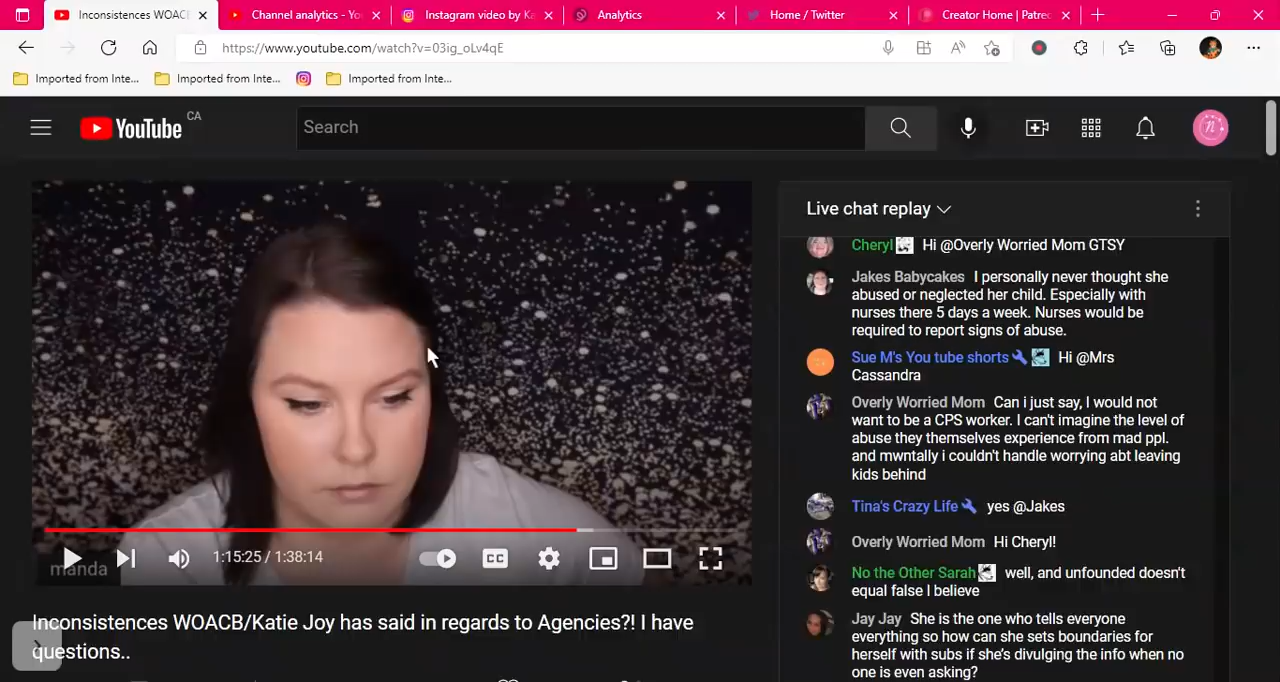 Inconsistences WOACB
Channel analytics - Yo
Instagram video by K
Analytics
Home / Twitter
Creator Home | Patre
https://www.youtube.com/watch?v=03ig_oLv4qE
Imported from Inte...
Imported from Inte...
Imported from Inte...
YouTube CA
Search
Live chat replay
Cheryl Hi @Overly Worried Mom GTSY
Jakes Babycakes I personally never thought she
abused or neglected her child. Especially with
nurses there 5 days a week. Nurses would be
required to report signs of abuse.
Sue M's You tube shorts Hi @Mrs
Cassandra
Overly Worried Mom Can i just say, I would not
want to be a CPS worker. I can't imagine the level of
abuse they themselves experience from mad ppl.
and mwntally i couldn't handle worrying abt leaving
kids behind
Tina's Crazy Life yes @Jakes
Overly Worried Mom Hi Cheryl!
No the Other Sarah well, and unfounded doesn't
equal false I believe
Jay Jay She is the one who tells everyone
everything so how can she sets boundaries for
herself with subs if she's divulging the info when no
one is even asking?
1:15:25 / 1:38:14
CC
manda
Inconsistences WOACB/Katie Joy has said in regards to Agencies?! I have
questions..